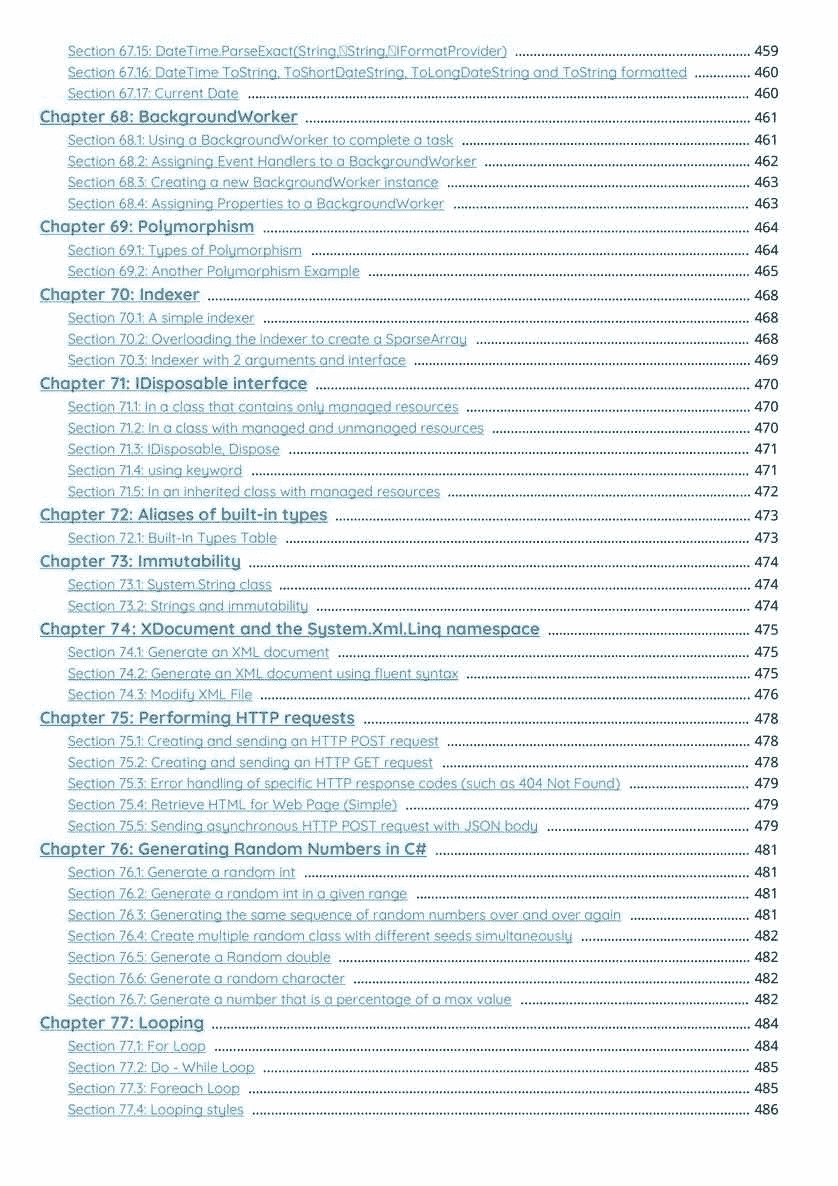 Section 67.15: DateTime.ParseExact(String,String,IFormatProvider) ........ 459
Section 67.16: DateTime ToString, ToShortDateString, ToLongDateString and ToString formatted ........ 460
Section 67.17: Current Date ........ 460
Chapter 68: BackgroundWorker ........ 461
Section 68.1: Using a BackgroundWorker to complete a task ........ 461
Section 68.2: Assigning Event Handlers to a BackgroundWorker ........ 462
Section 68.3: Creating a new BackgroundWorker instance ........ 463
Section 68.4: Assigning Properties to a BackgroundWorker ........ 463
Chapter 69: Polymorphism ........ 464
Section 69.1: Types of Polymorphism ........ 464
Section 69.2: Another Polymorphism Example ........ 465
Chapter 70: Indexer ........ 468
Section 70.1: A simple indexer ........ 468
Section 70.2: Overloading the indexer to create a SparseArray ........ 468
Section 70.3: Indexer with 2 arguments and interface ........ 469
Chapter 71: IDisposable interface ........ 470
Section 71.1: In a class that contains only managed resources ........ 470
Section 71.2: In a class with managed and unmanaged resources ........ 470
Section 71.3: IDisposable, Dispose ........ 471
Section 71.4: using keyword ........ 471
Section 71.5: In an inherited class with managed resources ........ 472
Chapter 72: Aliases of built-in types ........ 473
Section 72.1: Built-In Types Table ........ 473
Chapter 73: Immutability ........ 474
Section 73.1: System.String class ........ 474
Section 73.2: Strings and immutability ........ 474
Chapter 74: XDocument and the System.Xml.Linq namespace ........ 475
Section 74.1: Generate an XML document ........ 475
Section 74.2: Generate an XML document using fluent syntax ........ 475
Section 74.3: Modify XML File ........ 476
Chapter 75: Performing HTTP requests ........ 478
Section 75.1: Creating and sending an HTTP POST request ........ 478
Section 75.2: Creating and sending an HTTP GET request ........ 478
Section 75.3: Error handling of specific HTTP response codes (such as 404 Not Found) ........ 479
Section 75.4: Retrieve HTML for Web Page (Simple) ........ 479
Section 75.5: Sending asynchronous HTTP POST request with JSON body ........ 479
Chapter 76: Generating Random Numbers in C# ........ 481
Section 76.1: Generate a random int ........ 481
Section 76.2: Generate a random int in a given range ........ 481
Section 76.3: Generating the same sequence of random numbers over and over again ........ 481
Section 76.4: Create multiple random class with different seeds simultaneously ........ 482
Section 76.5: Generate a Random double ........ 482
Section 76.6: Generate a random character ........ 482
Section 76.7: Generate a number that is a percentage of a max value ........ 482
Chapter 77: Looping ........ 484
Section 77.1: For Loop ........ 484
Section 77.2: Do - While Loop ........ 485
Section 77.3: Foreach Loop ........ 485
Section 77.4: Looping styles ........ 486